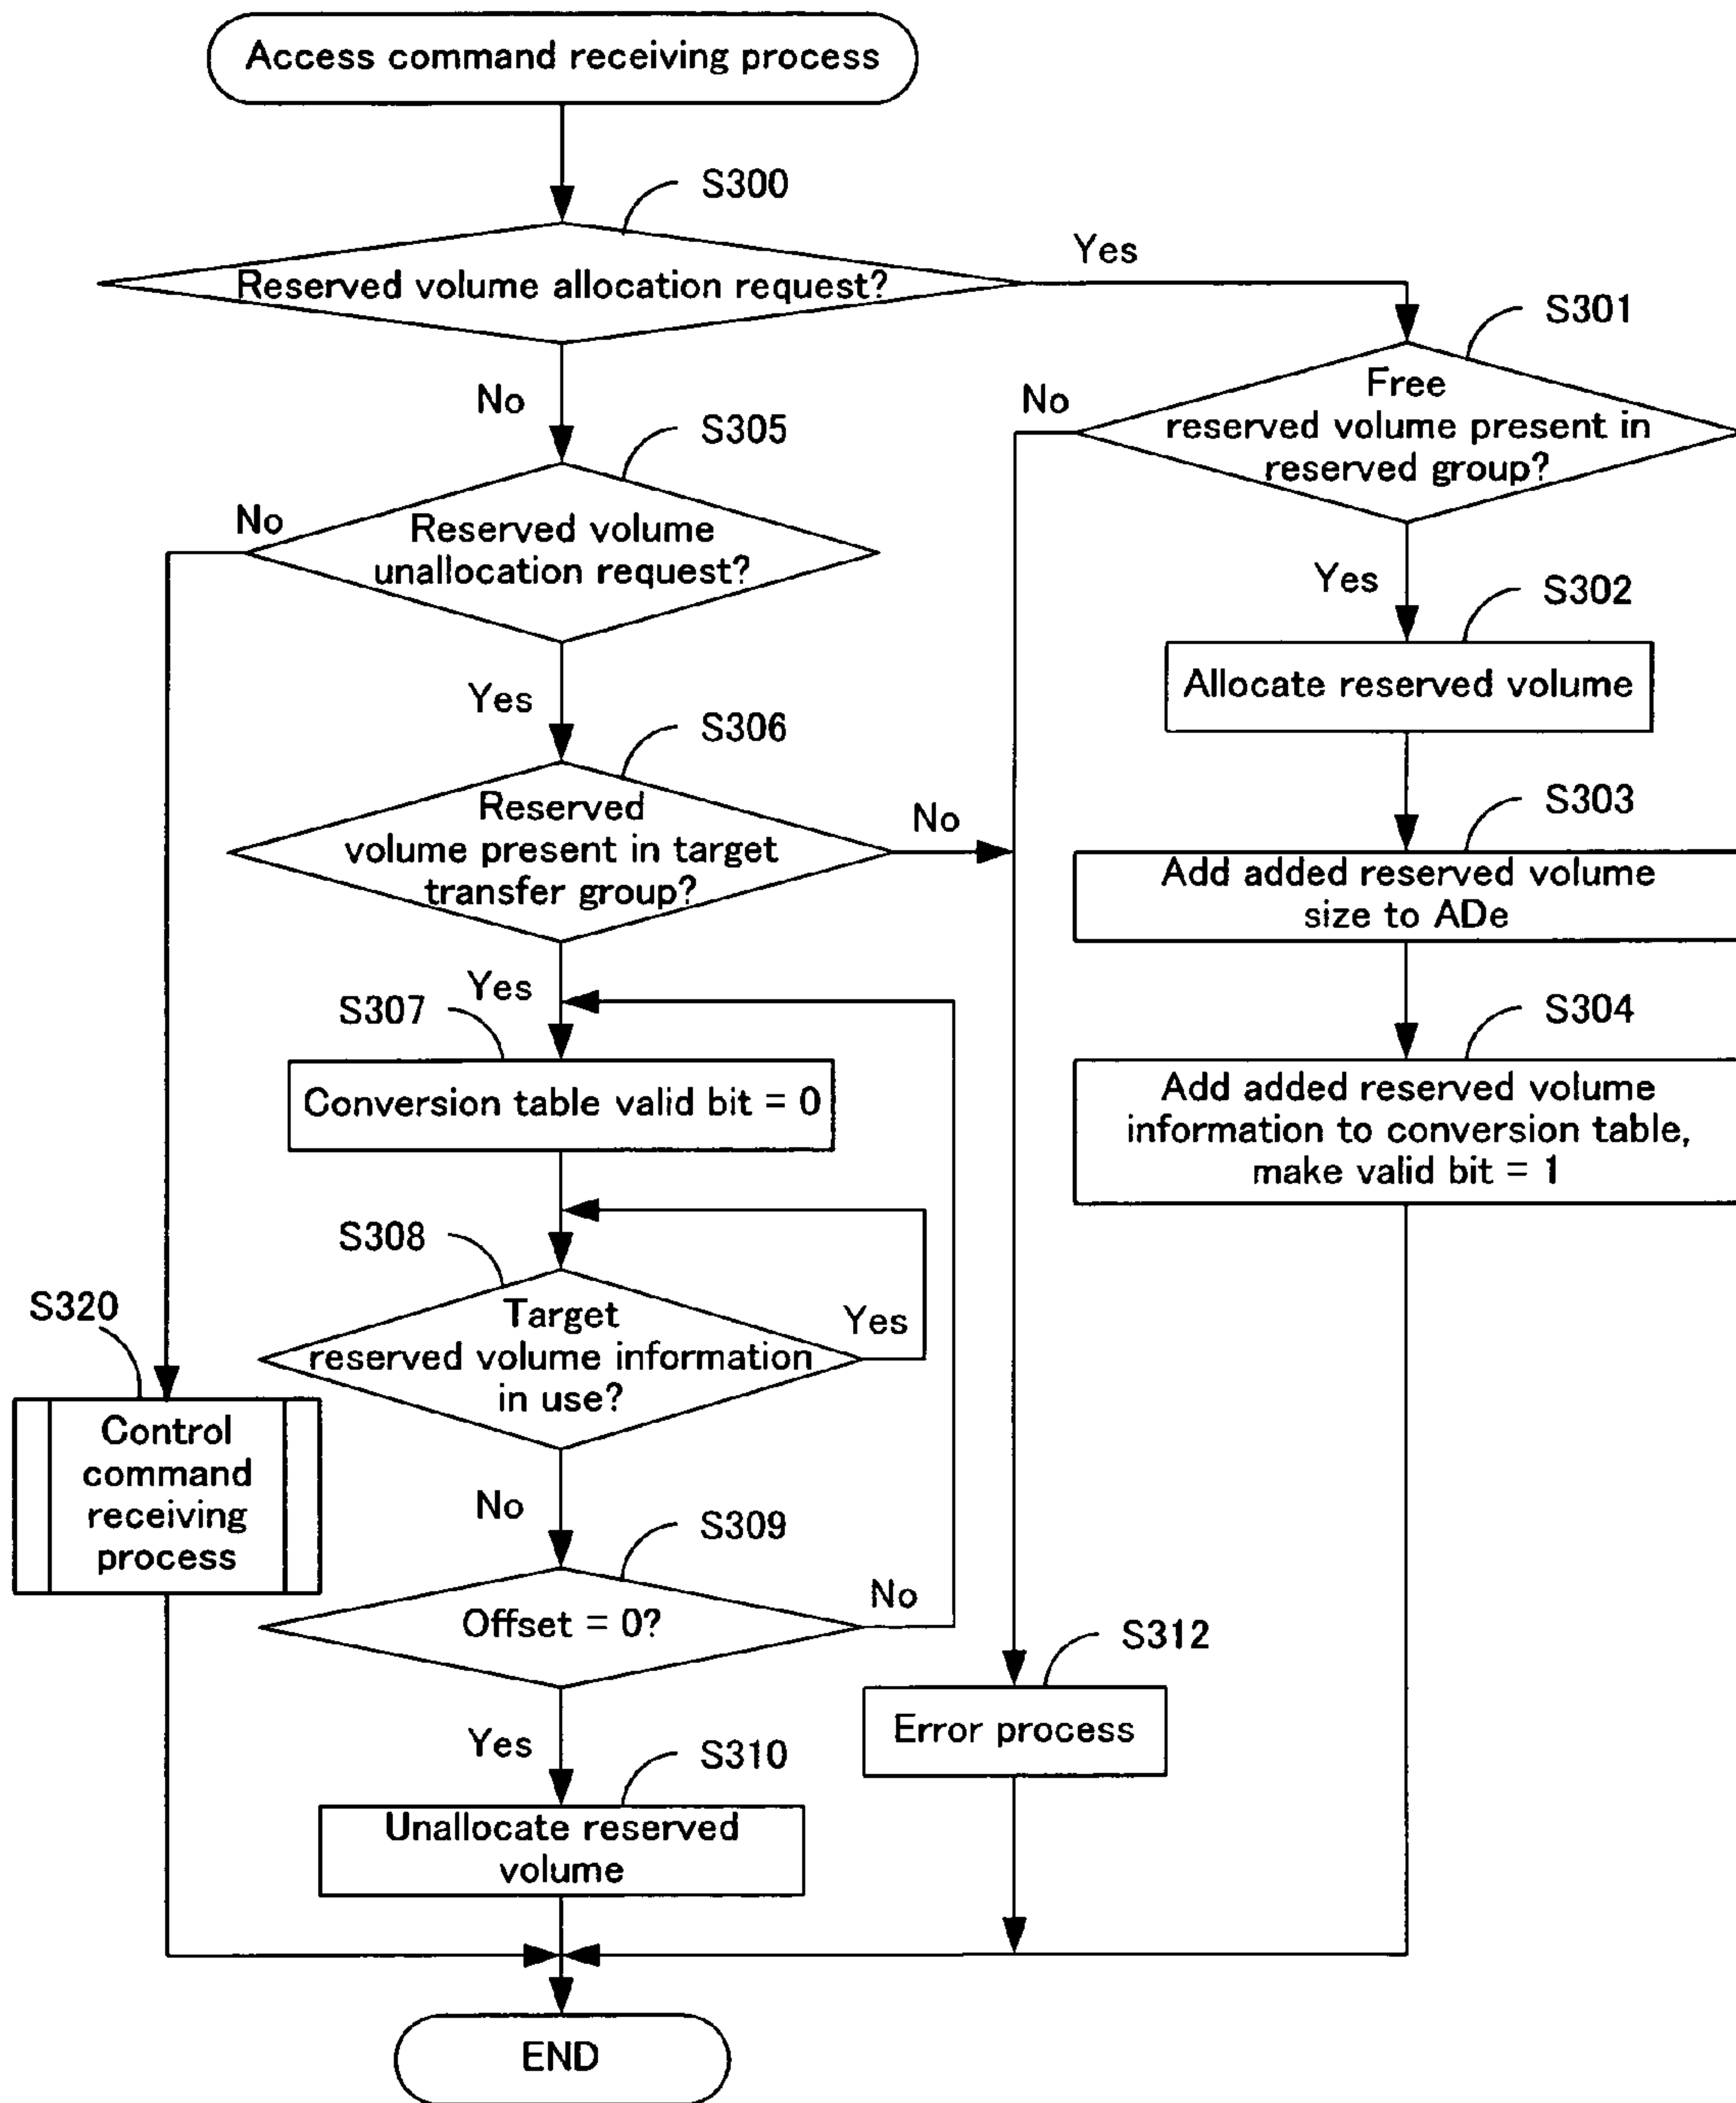 Access command receiving process
S300
Reserved volume allocation request?
Yes
No
S301
Free
reserved volume present in
reserved group?
No
Yes
S305
Reserved volume
unallocation request?
No
Yes
S302
Allocate reserved volume
S306
Reserved
volume present in target
transfer group?
No
Yes
S303
Add added reserved volume
size to ADe
S304
Add added reserved volume
information to conversion table,
make valid bit = 1
S307
Conversion table valid bit = 0
S308
Target
reserved volume information
in use?
Yes
No
S320
Control
command
receiving
process
S309
Offset = 0?
No
Yes
S312
Error process
S310
Unallocate reserved
volume
END